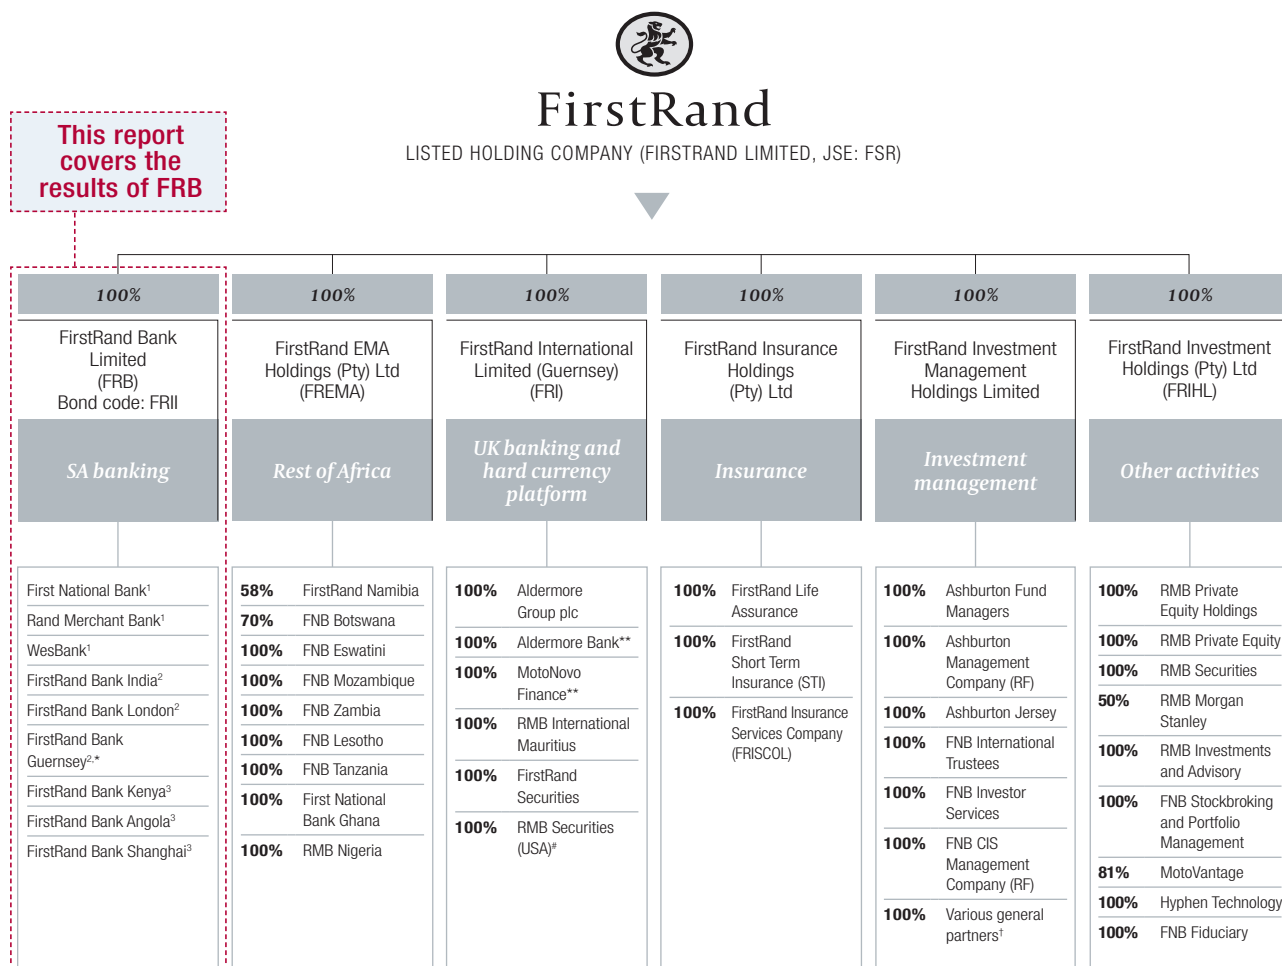 FirstRand
LISTED HOLDING COMPANY (FIRSTRAND LIMITED, JSE: FSR)
This report
covers the
results of FRB
100%
FirstRand Bank
Limited
(FRB)
Bond code: FRII
SA banking
First National Bank¹
Rand Merchant Bank¹
WesBank¹
FirstRand Bank India²
FirstRand Bank London²
FirstRand Bank
Guernsey²,*
FirstRand Bank Kenya³
FirstRand Bank Angola³
FirstRand Bank Shanghai³
100%
FirstRand EMA
Holdings (Pty) Ltd
(FREMA)
Rest of Africa
58% FirstRand Namibia
70% FNB Botswana
100% FNB Eswatini
100% FNB Mozambique
100% FNB Zambia
100% FNB Lesotho
100% FNB Tanzania
100% First National
Bank Ghana
100% RMB Nigeria
100%
FirstRand International
Limited (Guernsey)
(FRI)
UK banking and
hard currency
platform
100% Aldermore
Group plc
100% Aldermore Bank**
100% MotoNovo
Finance**
100% RMB International
Mauritius
100% FirstRand
Securities
100% RMB Securities
(USA)#
100%
FirstRand Insurance
Holdings
(Pty) Ltd
Insurance
100% FirstRand Life
Assurance
100% FirstRand
Short Term
Insurance (STI)
100% FirstRand Insurance
Services Company
(FRISCOL)
100%
FirstRand Investment
Management
Holdings Limited
Investment
management
100% Ashburton Fund
Managers
100% Ashburton
Management
Company (RF)
100% Ashburton Jersey
100% FNB International
Trustees
100% FNB Investor
Services
100% FNB CIS
Management
Company (RF)
100% Various general
partners†
100%
FirstRand Investment
Holdings (Pty) Ltd
(FRIHL)
Other activities
100% RMB Private
Equity Holdings
100% RMB Private Equity
100% RMB Securities
50% RMB Morgan
Stanley
100% RMB Investments
and Advisory
100% FNB Stockbroking
and Portfolio
Management
81% MotoVantage
100% Hyphen Technology
100% FNB Fiduciary